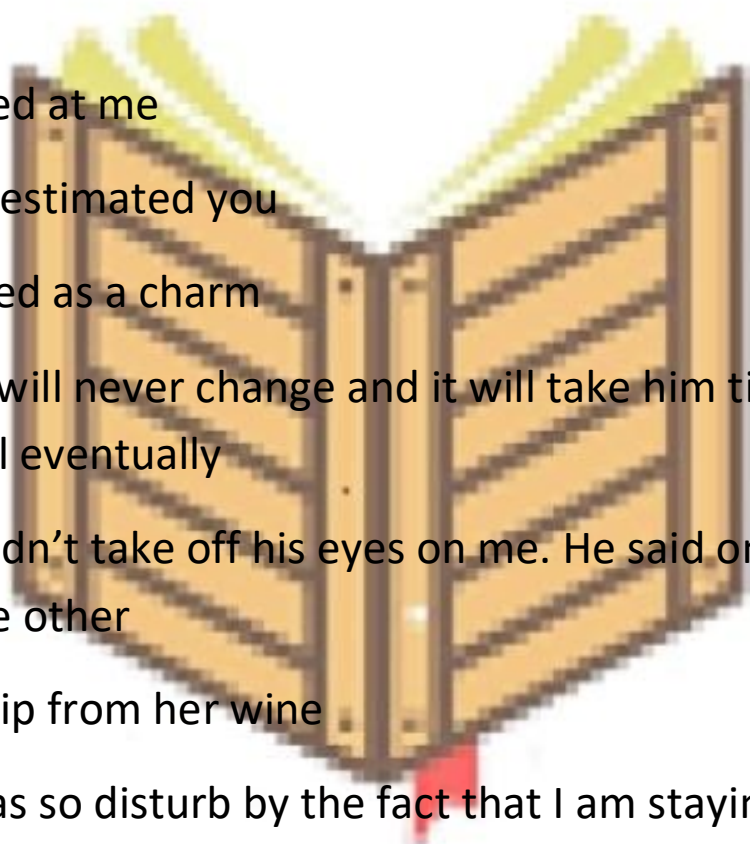 ed at me
estimated you
ed as a charm
will never change and it will take him ti
l eventually
dn’t take off his eyes on me. He said or
e other
ip from her wine
as so disturb by the fact that I am stayin